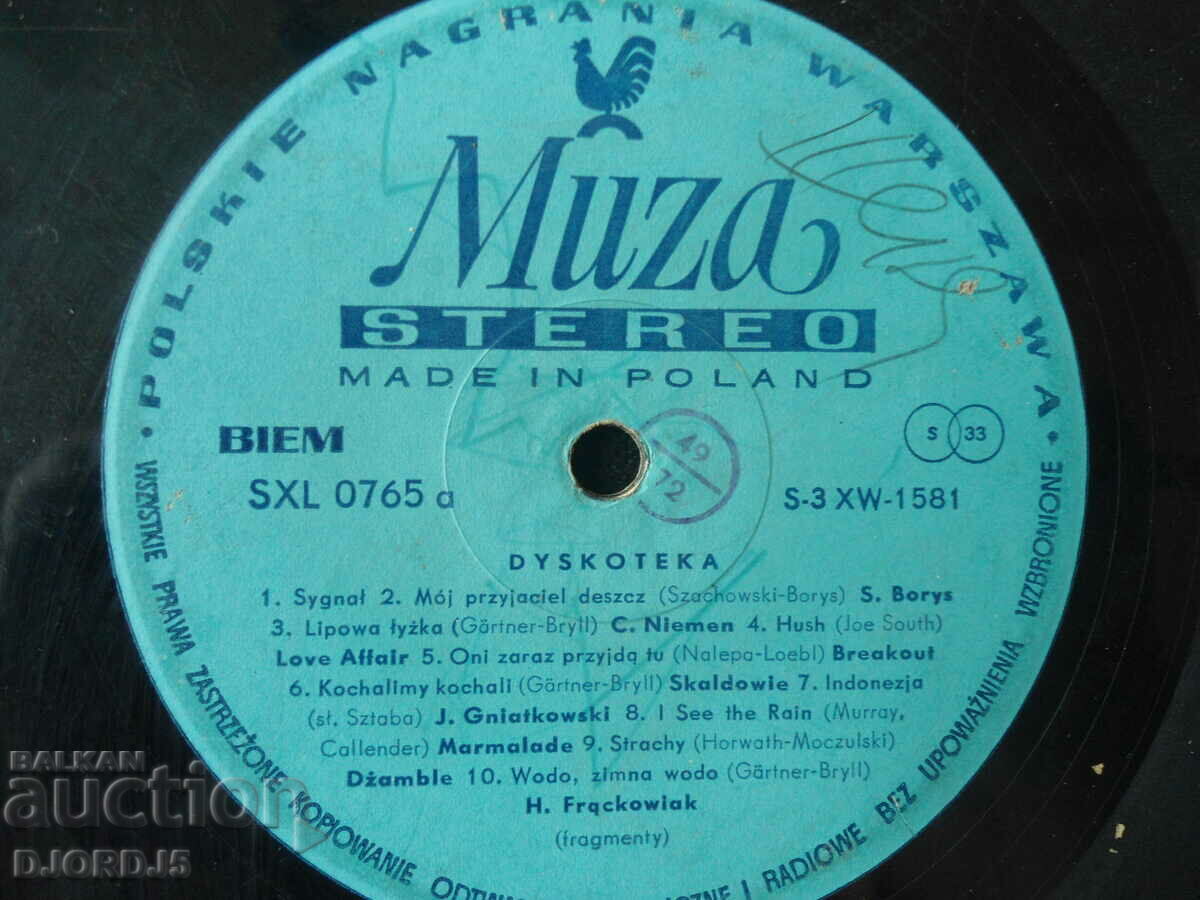 • POLSKIE NAGRANIA WARSZAWA •
Muza
STEREO
MADE IN POLAND
BIEM
S 33
SXL 0765 a
49
72
S-3 XW-1581
DYSKOTEKA
1. Sygnał 2. Mój przyjaciel deszcz (Szachowski-Borys) S. Borys
3. Lipowa łyżka (Gärtner-Bryll) C. Niemen 4. Hush (Joe South)
Love Affair 5. Oni zaraz przyjdą tu (Nalepa-Loebl) Breakout
6. Kochalimy kochali (Gärtner-Bryll) Skaldowie 7. Indonezja
(sł. Sztaba) J. Gniatkowski 8. I See the Rain (Murray,
Callender) Marmalade 9. Strachy (Horwath-Moczulski)
Dżamble 10. Wodo, zimna wodo (Gärtner-Bryll)
H. Frąckowiak
(fragmenty)
WSZYSTKIE PRAWA ZASTRZEŻONE KOPIOWANIE I RADIOWE BEZ UPOWAŻNIENIA WZBRONIONE
BALKAN
auction
DJORD_J5